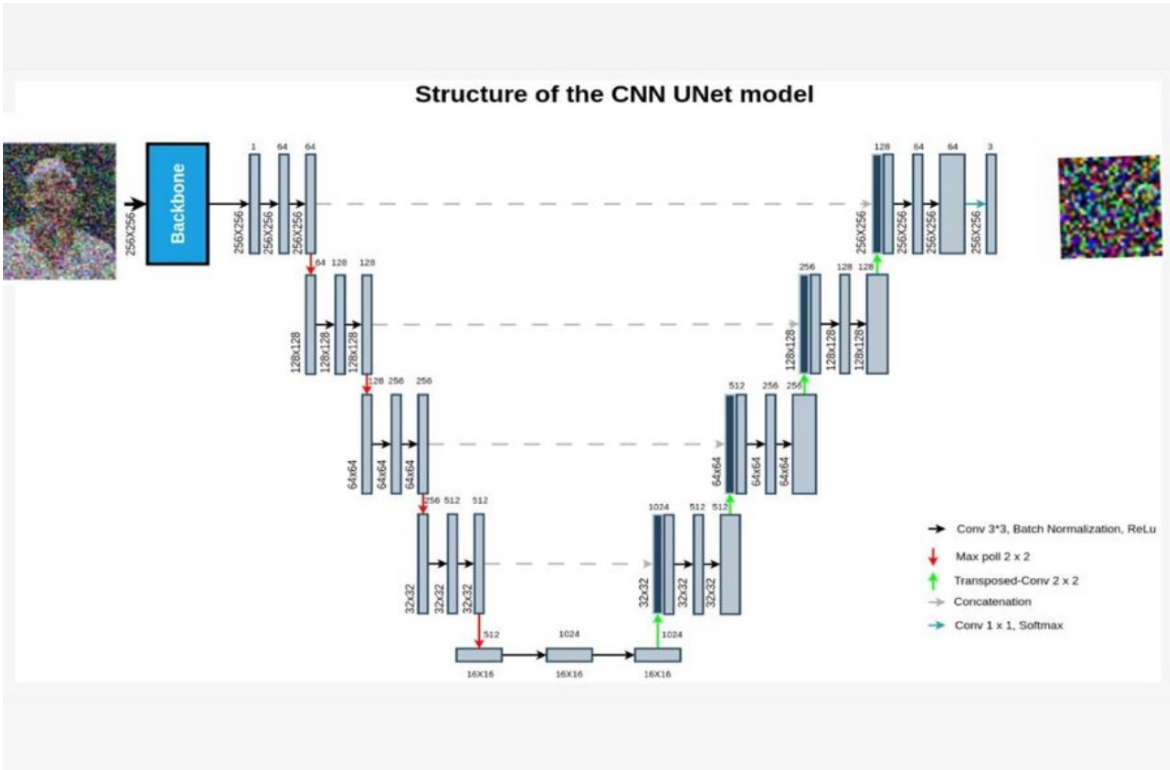 Structure of the CNN UNet model
256X256
Backbone
1 64 64
256X256 256X256 256X256
128 64 64 3
256X256 256X256 256X256 256X256
64 128 128
128x128 128x128 128x128
256 128 128
128x128 128x128 128x128
128 256 256
64x64 64x64 64x64
512 256 256
64x64 64x64 64x64
256 512 512
32x32 32x32 32x32
1024 512 512
32x32 32x32 32x32
512 1024 1024
16X16 16X16 16X16
Conv 3*3, Batch Normalization, ReLu
Max poll 2 x 2
Transposed-Conv 2 x 2
Concatenation
Conv 1 x 1, Softmax